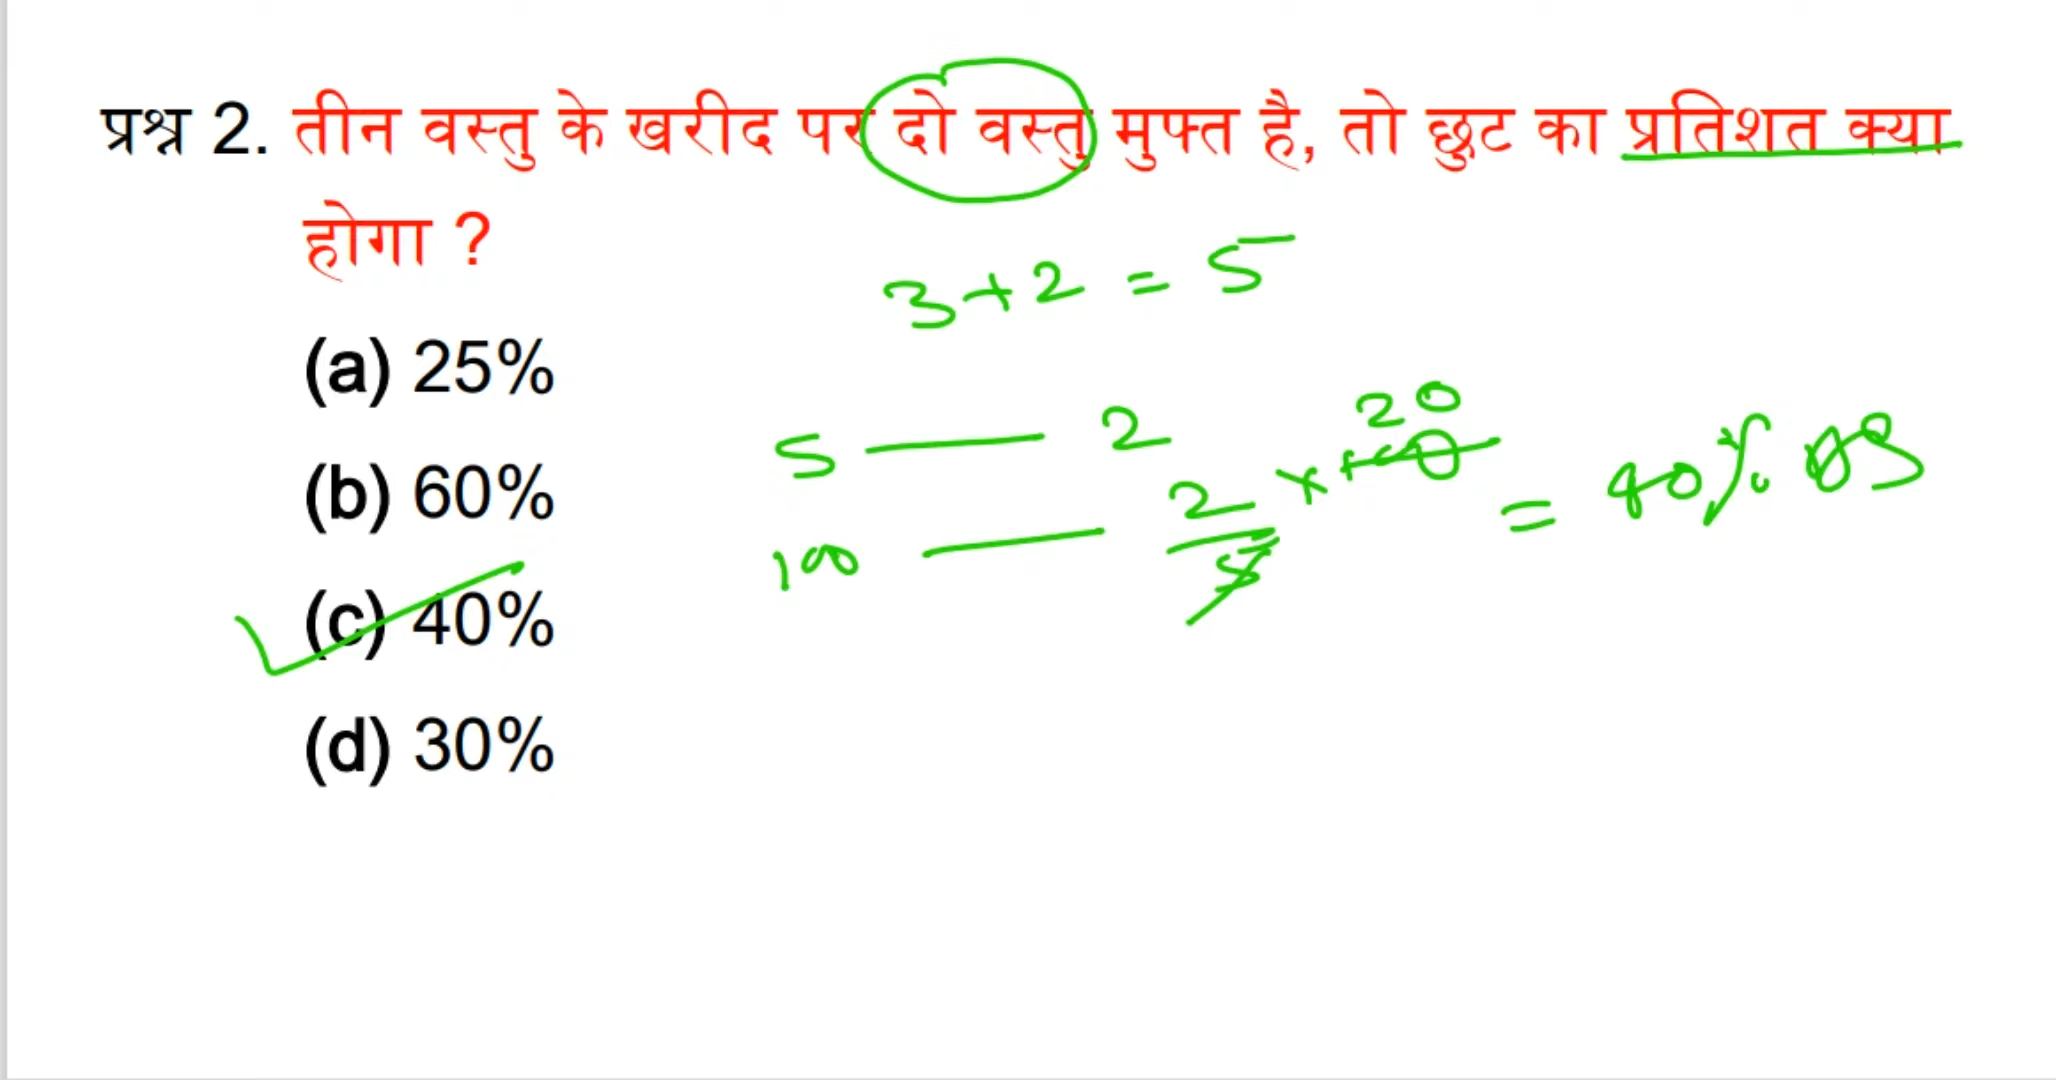 प्रश्न 2. तीन वस्तु के खरीद पर दो वस्तु मुफ्त है, तो छुट का प्रतिशत क्या
होगा ?
3+2 = 5
(a) 25%
5 — 2
(b) 60%
100 — 2/5 × 100 20 = 40%
(c) 40%
(d) 30%